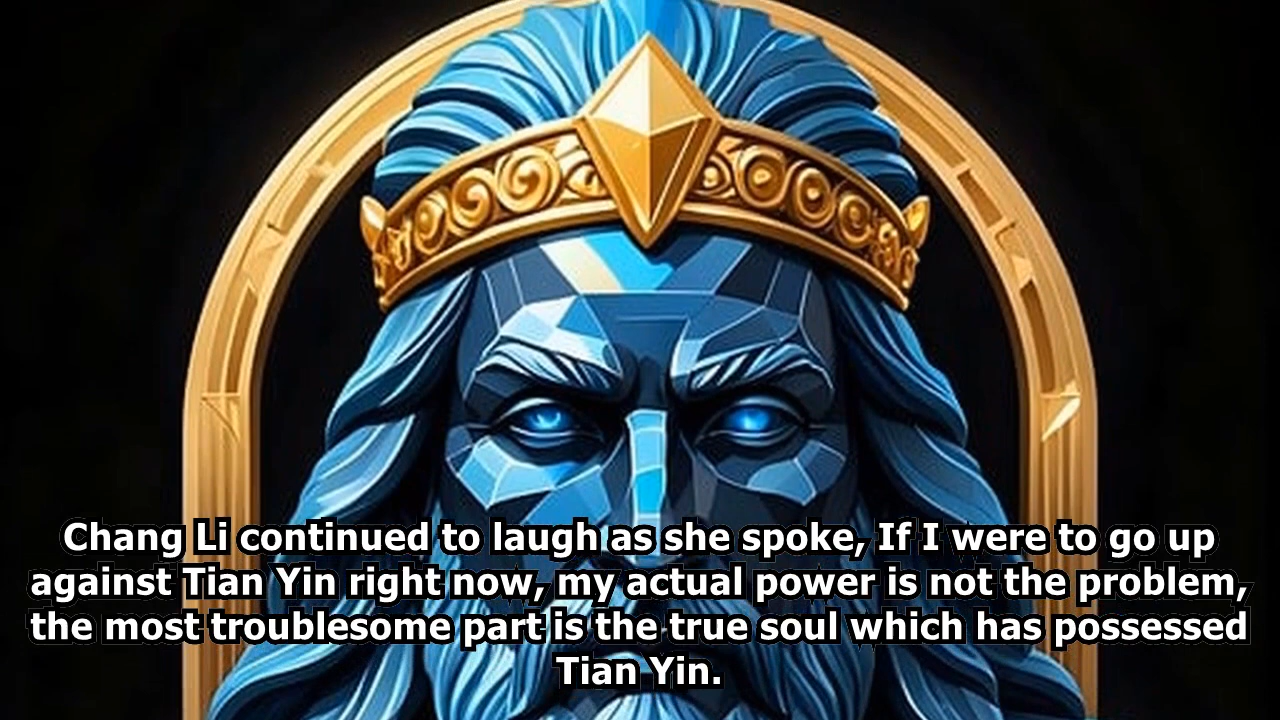 Chang Li continued to laugh as she spoke, If I were to go up
against Tian Yin right now, my actual power is not the problem,
the most troublesome part is the true soul which has possessed
Tian Yin.